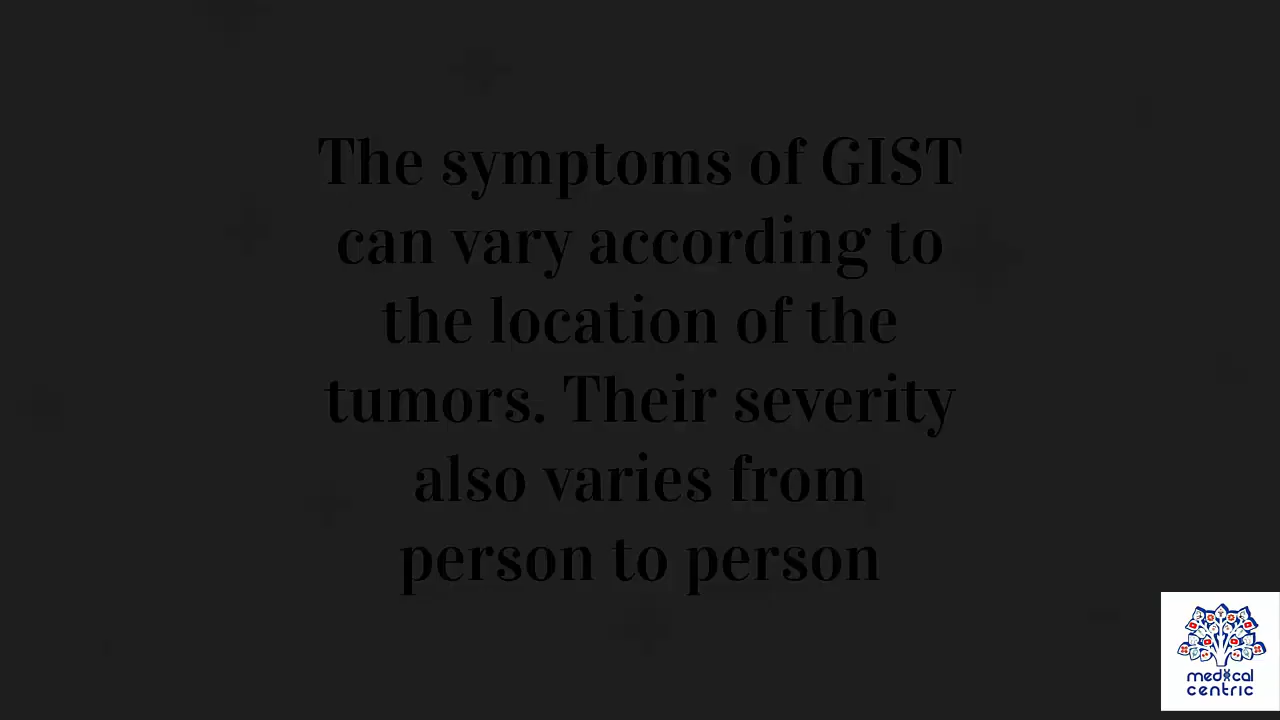 The symptoms of GIST
can vary according to
the location of the
tumors. Their severity
also varies from
person to person
medical
centric